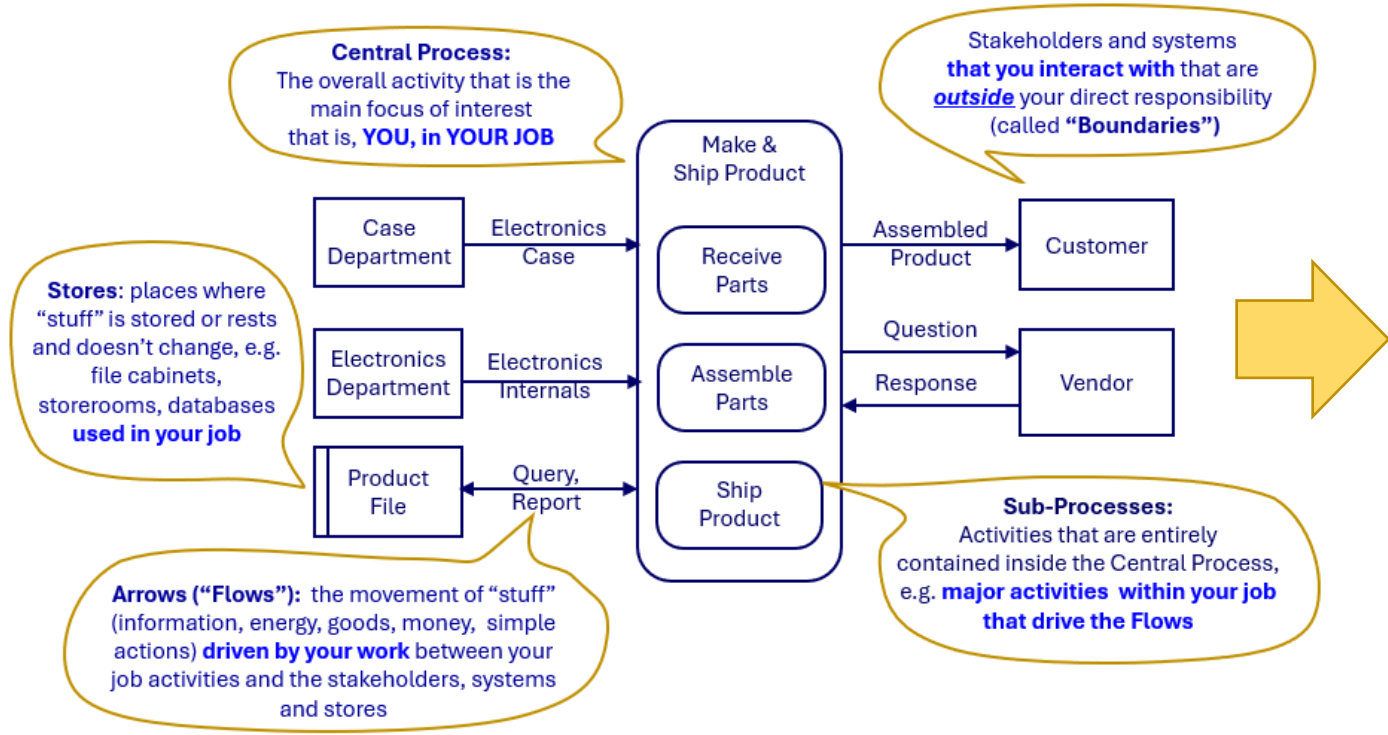 Central Process:
The overall activity that is the
main focus of interest
that is, YOU, in YOUR JOB
Stakeholders and systems
that you interact with that are
outside your direct responsibility
(called “Boundaries”)
Make &
Ship Product
Case
Department
Electronics
Case
Receive
Parts
Assembled
Product
Customer
Stores: places where
“stuff” is stored or rests
and doesn’t change, e.g.
file cabinets,
storerooms, databases
used in your job
Electronics
Department
Electronics
Internals
Assemble
Parts
Question
Response
Vendor
Product
File
Query,
Report
Ship
Product
Sub-Processes:
Activities that are entirely
contained inside the Central Process,
e.g. major activities within your job
that drive the Flows
Arrows (“Flows”): the movement of “stuff”
(information, energy, goods, money, simple
actions) driven by your work between your
job activities and the stakeholders, systems
and stores